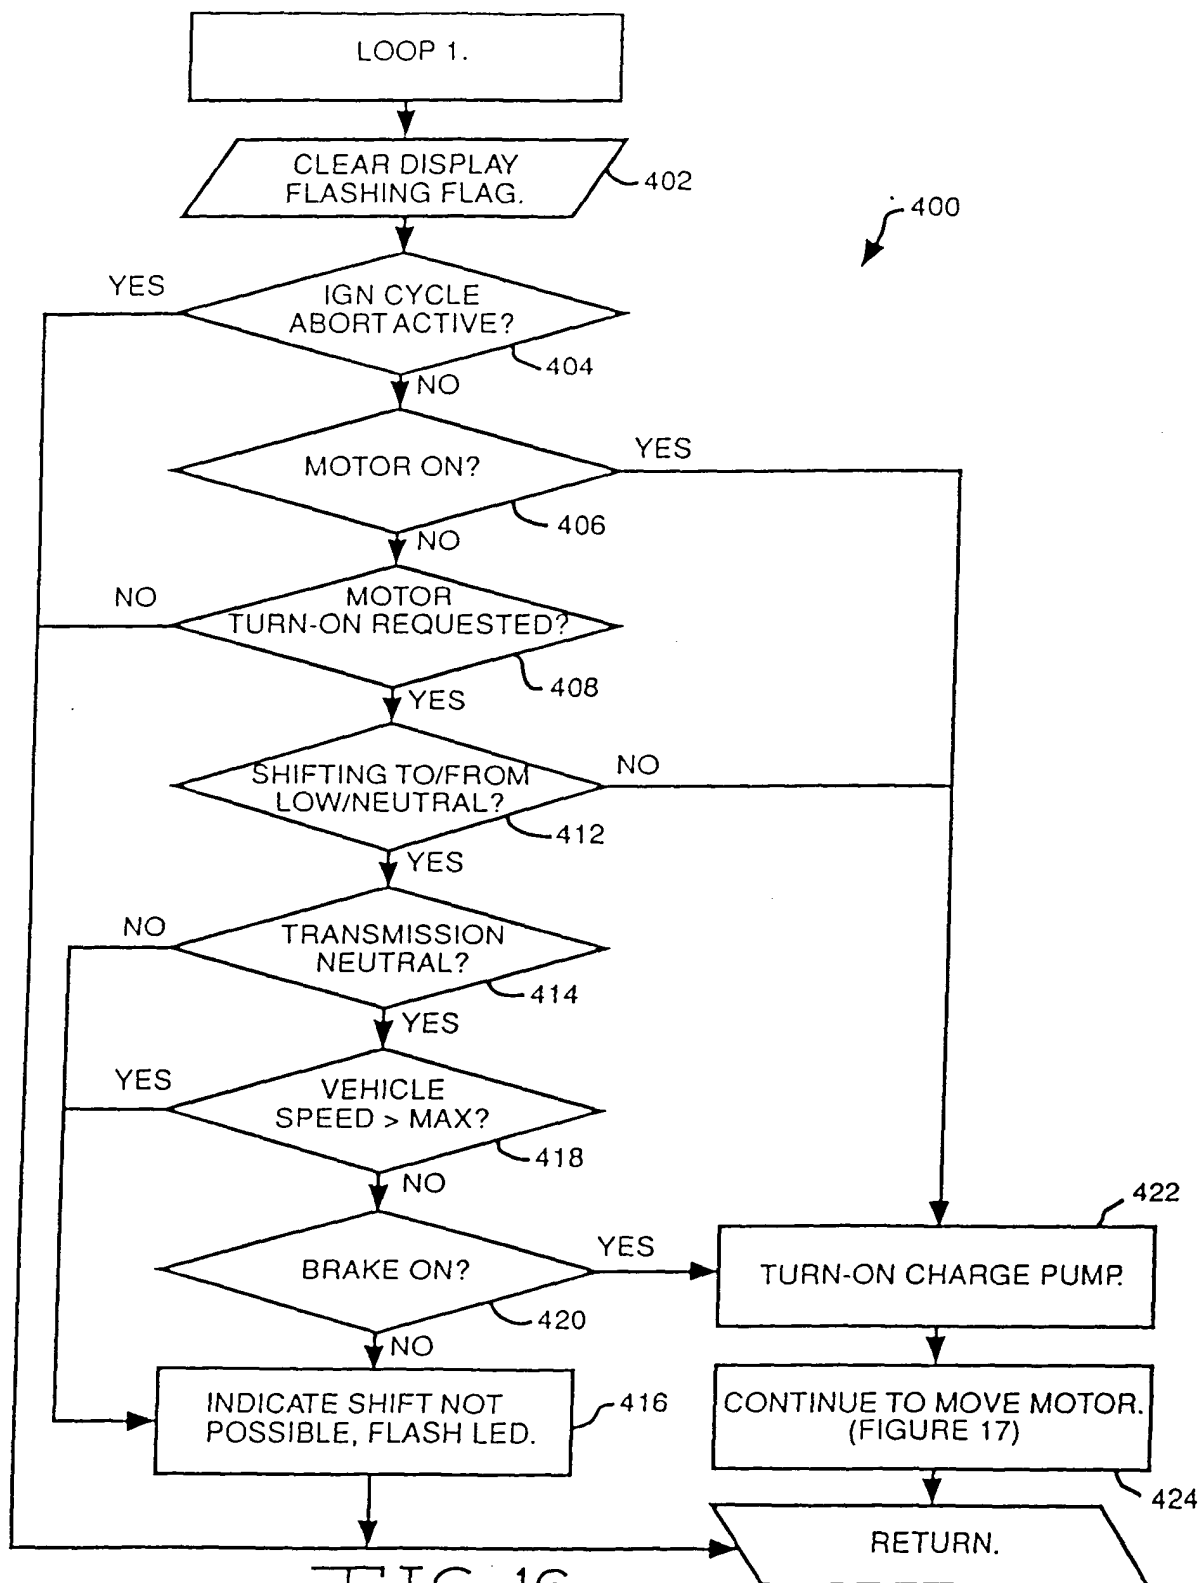 LOOP 1.
CLEAR DISPLAY
FLASHING FLAG.
402
400
YES
IGN CYCLE
ABORT ACTIVE?
404
NO
YES
MOTOR ON?
406
NO
NO
MOTOR
TURN-ON REQUESTED?
408
YES
NO
SHIFTING TO/FROM
LOW/NEUTRAL?
412
YES
NO
TRANSMISSION
NEUTRAL?
414
YES
YES
VEHICLE
SPEED > MAX?
418
NO
BRAKE ON?
YES
420
NO
422
TURN-ON CHARGE PUMP.
INDICATE SHIFT NOT
POSSIBLE, FLASH LED.
416
CONTINUE TO MOVE MOTOR.
(FIGURE 17)
424
RETURN.